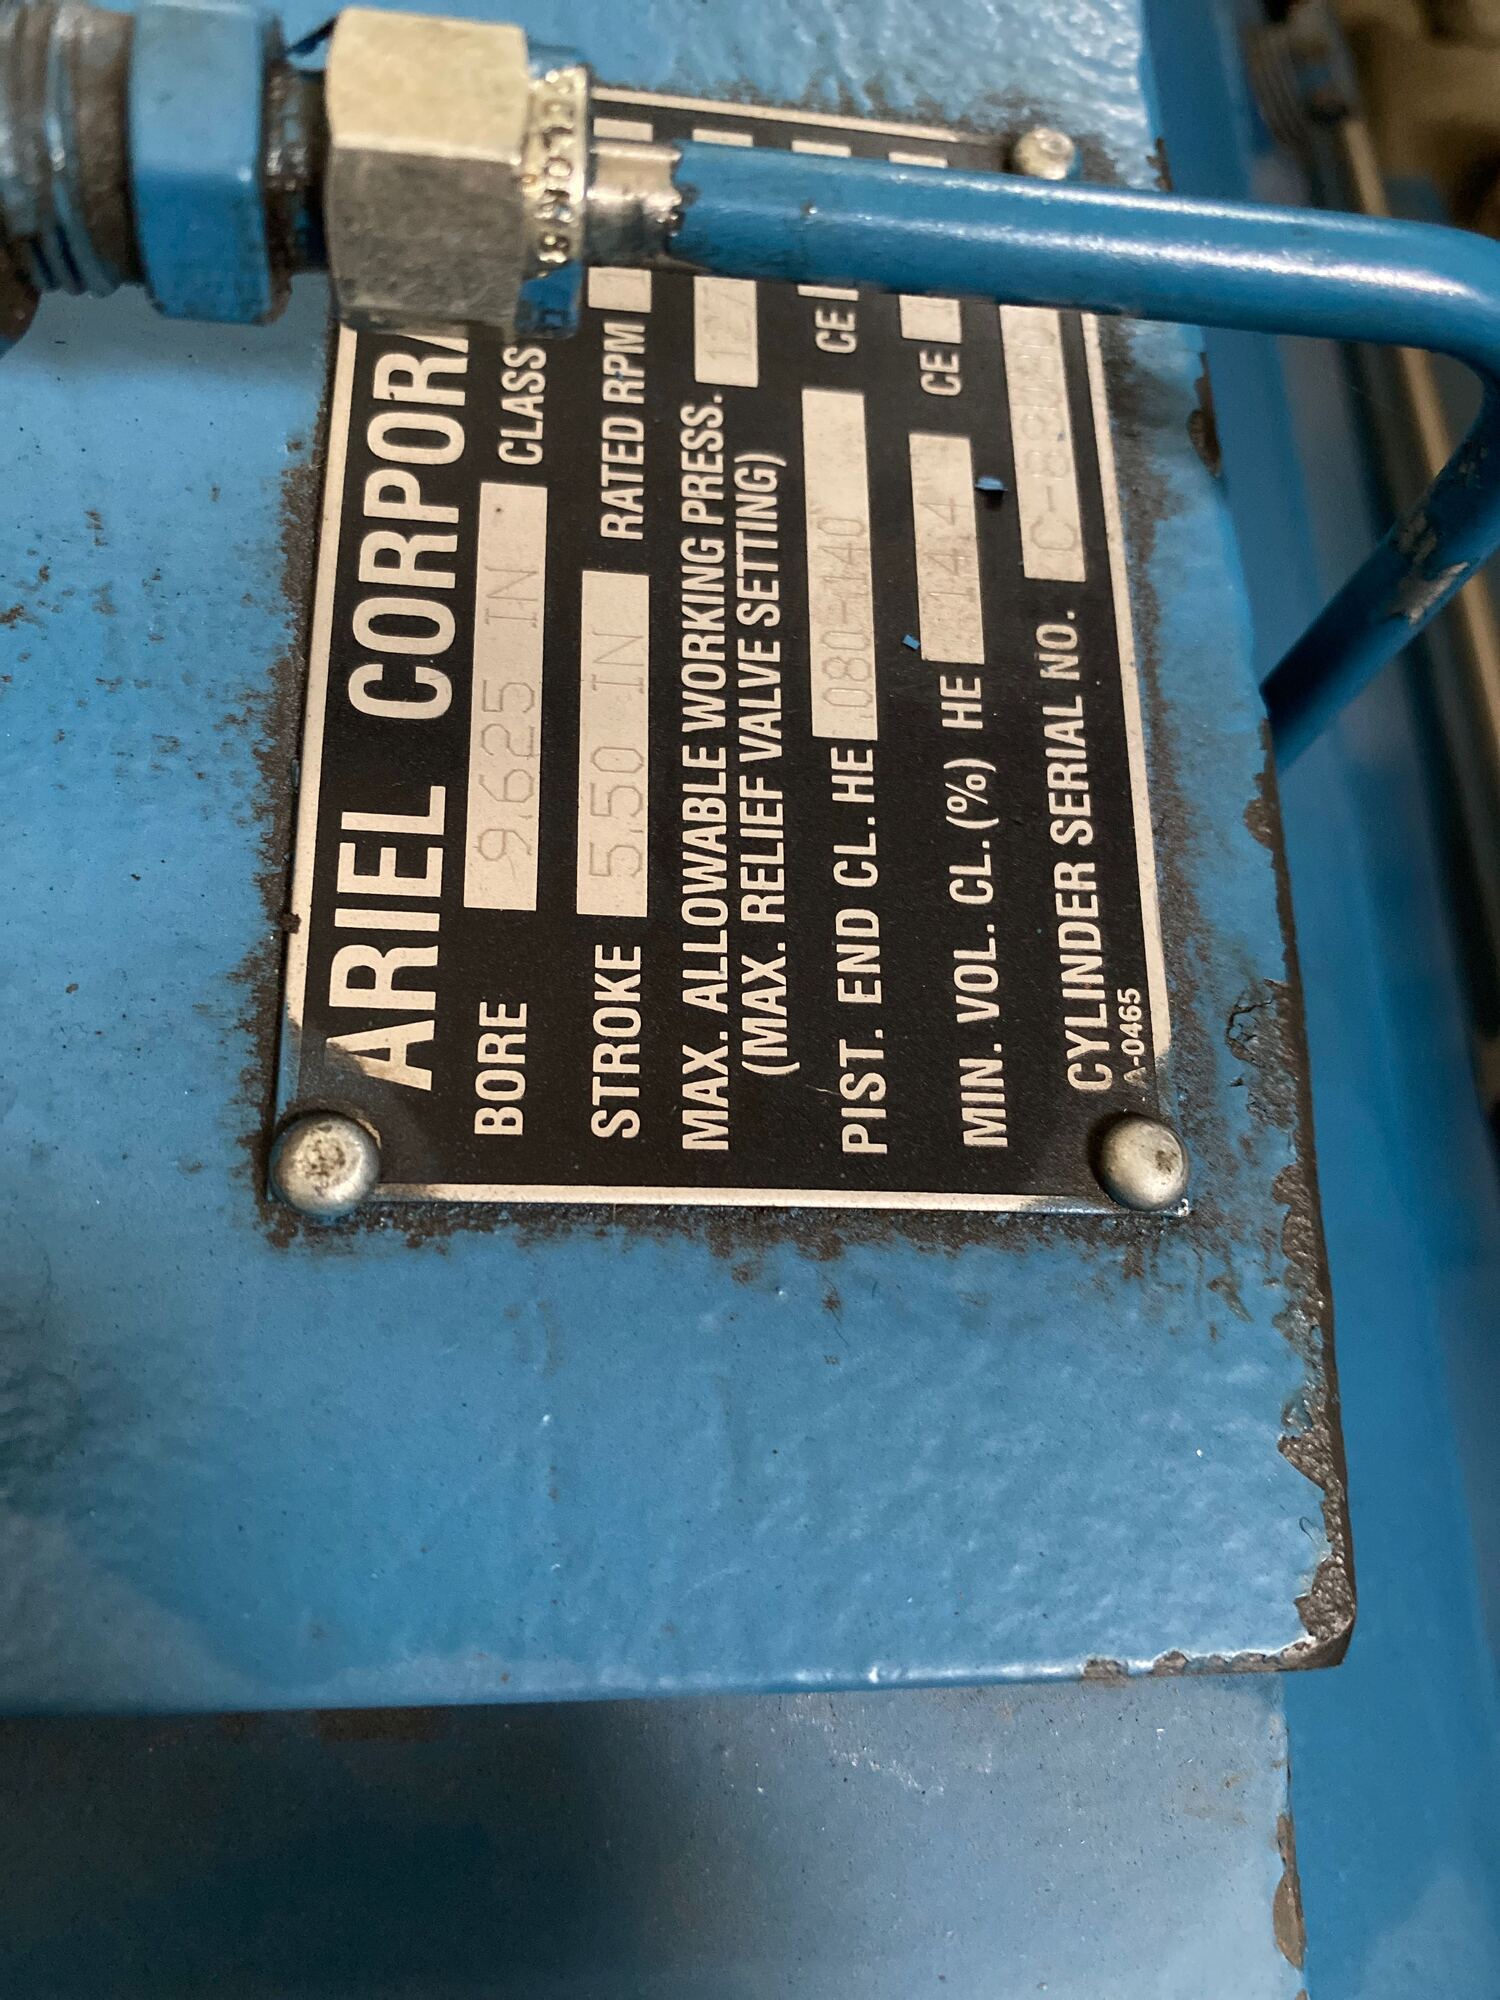 ARIEL CORPORA
BORE 9.625 IN CLASS
STROKE 5.50 IN RATED RPM
MAX. ALLOWABLE WORKING PRESS.
(MAX. RELIEF VALVE SETTING)
PIST. END CL. HE .080-.140 CE
MIN. VOL. CL. (%) HE 14.4 CE
CYLINDER SERIAL NO.
A-0465